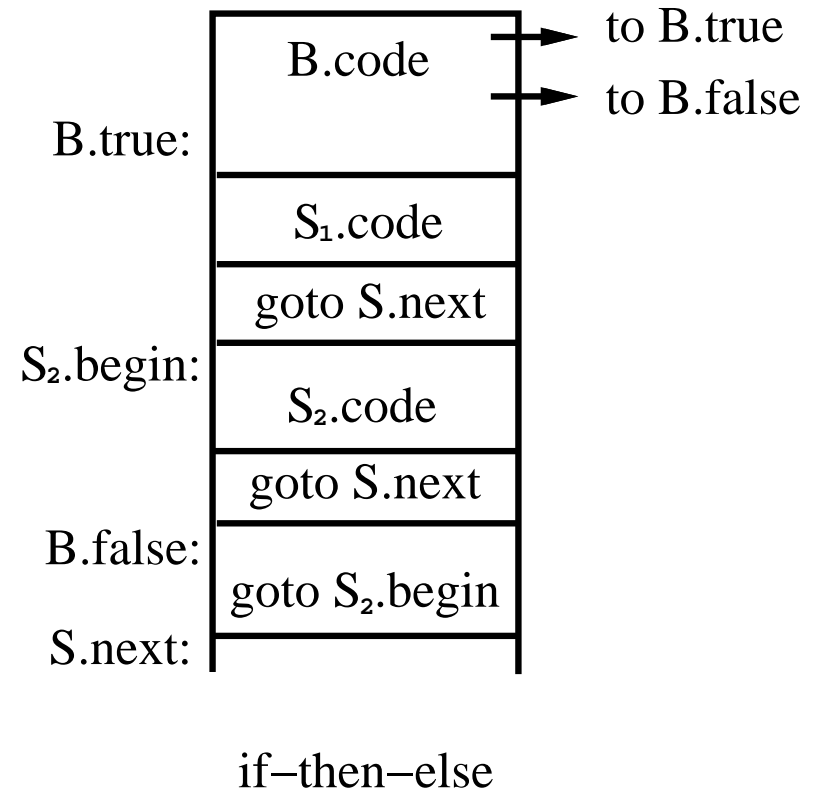 to B.true
B.code
to B.false
B.true:
S₁.code
goto S.next
S₂.begin:
S₂.code
goto S.next
B.false:
goto S₂.begin
S.next:
if−then−else